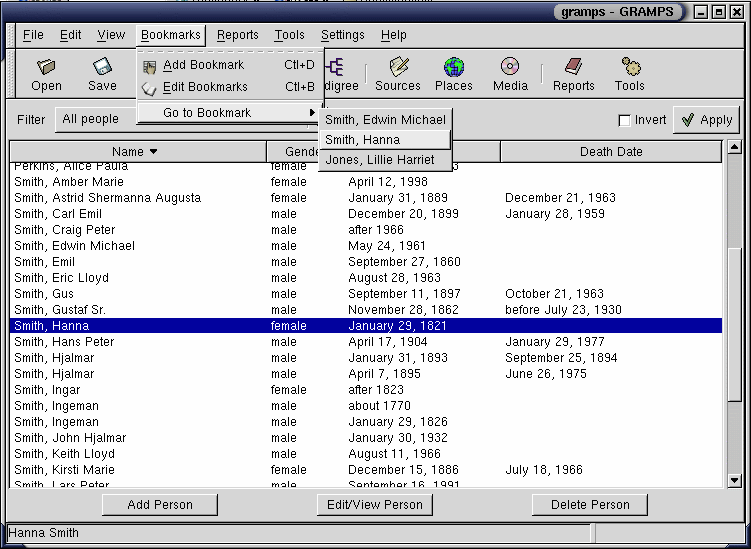 gramps - GRAMPS
File Edit View Bookmarks Reports Tools Settings Help
Add Bookmark Ctl+D
Edit Bookmarks Ctl+B
Go to Bookmark
Smith, Edwin Michael
Smith, Hanna
Jones, Lillie Harriet
Open Save digree Sources Places Media Reports Tools
Filter All people Invert Apply
Name Gende Death Date
Perkins, Alice Paula female
Smith, Amber Marie female April 12, 1998
Smith, Astrid Shermanna Augusta female January 31, 1889 December 21, 1963
Smith, Carl Emil male December 20, 1899 January 28, 1959
Smith, Craig Peter male after 1966
Smith, Edwin Michael male May 24, 1961
Smith, Emil male September 27, 1860
Smith, Eric Lloyd male August 28, 1963
Smith, Gus male September 11, 1897 October 21, 1963
Smith, Gustaf Sr. male November 28, 1862 before July 23, 1930
Smith, Hanna female January 29, 1821
Smith, Hans Peter male April 17, 1904 January 29, 1977
Smith, Hjalmar male January 31, 1893 September 25, 1894
Smith, Hjalmar male April 7, 1895 June 26, 1975
Smith, Ingar female after 1823
Smith, Ingeman male about 1770
Smith, Ingeman male January 29, 1826
Smith, John Hjalmar male January 30, 1932
Smith, Keith Lloyd male August 11, 1966
Smith, Kirsti Marie female December 15, 1886 July 18, 1966
Smith, Lars Peter male September 16, 1991
Add Person Edit/View Person Delete Person
Hanna Smith